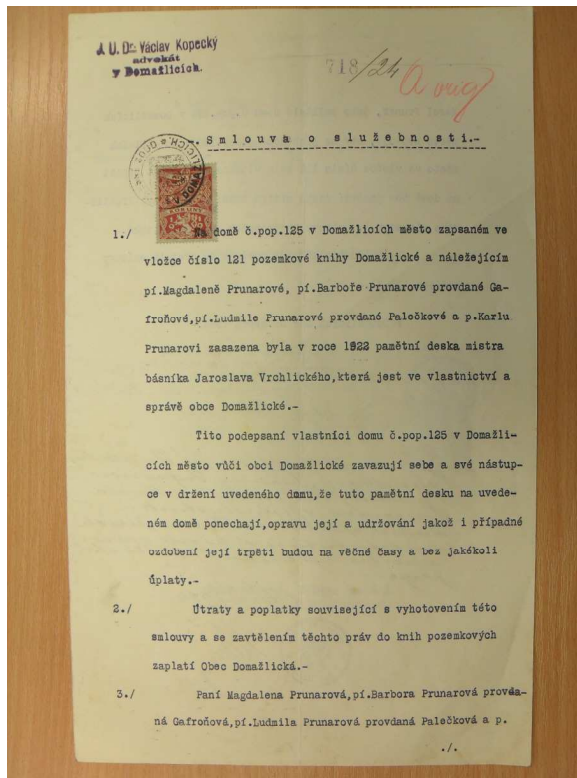 J. U. Dr. Václav Kopecký
advokát
v Domažlicích.
718/24
-. Smlouva o služebnosti.-
V DOMAŽLICÍCH
1./ Na domě č.pop.125 v Domažlicích město zapsaném ve
vložce číslo 121 pozemkové knihy Domažlické a náležejícím
pí.Magdaleně Prunarové, pí.Barboře Prunarové provdané Ga-
froňové,pí.Ludmile Prunarové provdané Palečkové a p.Karlu
Prunarovi zasazena byla v roce 1922 pamětní deska mistra
básníka Jaroslava Vrchlického,která jest ve vlastnictví a
správě obce Domažlické.-
Tito podepsaní vlastníci domu č.pop.125 v Domažli-
cích město vůči obci Domažlické zavazují sebe a své nástup-
ce v držení uvedeného domu,že tuto pamětní desku na uvede-
ném domě ponechají,opravu její a udržování jakož i případné
ozdobení její trpěti budou na věčné časy a bez jakékoli
úplaty.-
2./ Útraty a poplatky související s vyhotovením této
smlouvy a se zavtělením těchto práv do knih pozemkových
zaplatí Obec Domažlická.-
3./ Paní Magdalena Prunarová,pí.Barbora Prunarová provda-
ná Gafroňová,pí.Ludmila Prunarová provdaná Palečková a p.
./.